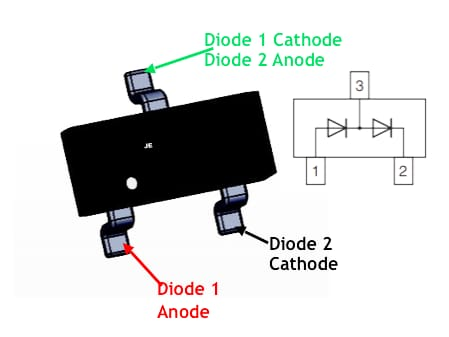 Diode 1 Cathode
Diode 2 Anode
3
JE
1
2
Diode 2
Cathode
Diode 1
Anode